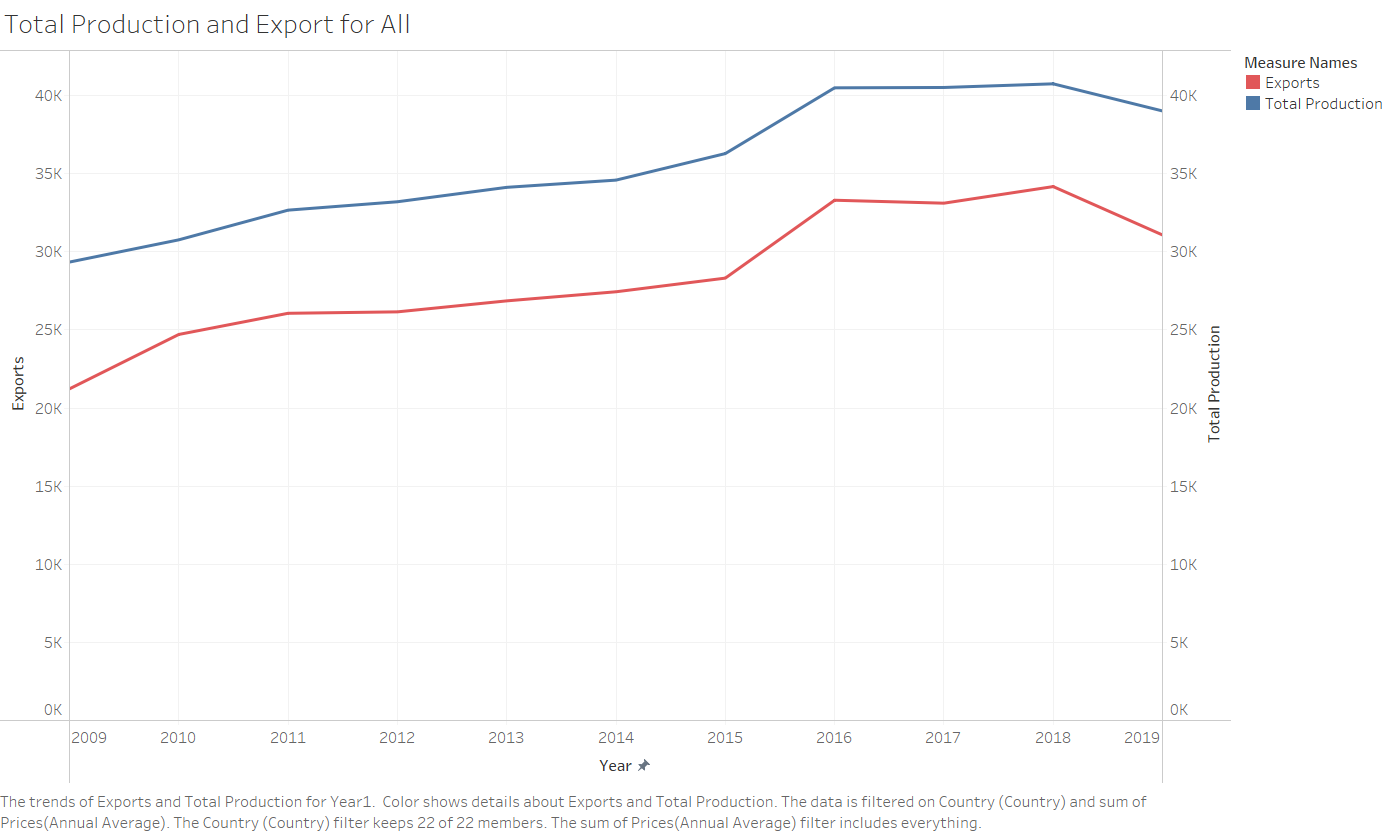 Total Production and Export for All
Measure Names
Exports
Total Production
40K
35K
30K
25K
20K
15K
10K
5K
0K
Exports
40K
35K
30K
25K
20K
15K
10K
5K
0K
Total Production
2009 2010 2011 2012 2013 2014 2015 2016 2017 2018 2019
Year
The trends of Exports and Total Production for Year1.  Color shows details about Exports and Total Production. The data is filtered on Country (Country) and sum of
Prices(Annual Average). The Country (Country) filter keeps 22 of 22 members. The sum of Prices(Annual Average) filter includes everything.